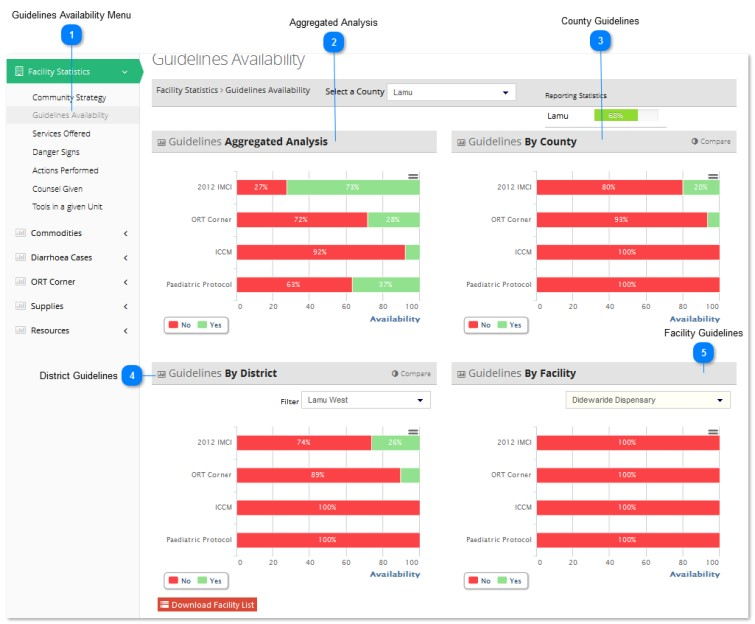 Guidelines Availability Menu
1
Aggregated Analysis
2
County Guidelines
3
Guidelines Availability
Facility Statistics
Community Strategy
Guidelines Availability
Services Offered
Danger Signs
Actions Performed
Counsel Given
Tools in a given Unit
Commodities
Diarrhoea Cases
ORT Corner
Supplies
Resources
Facility Statistics > Guidelines Availability
Select a County
Lamu
Reporting Statistics
Lamu
68%
Guidelines Aggregated Analysis
2012 IMCI
27%
73%
ORT Corner
72%
28%
ICCM
92%
Paediatric Protocol
63%
37%
0 20 40 60 80 100
Availability
No Yes
Guidelines By County
Compare
2012 IMCI
80%
20%
ORT Corner
93%
ICCM
100%
Paediatric Protocol
100%
0 20 40 60 80 100
Availability
No Yes
Facility Guidelines
5
District Guidelines
4
Guidelines By District
Compare
Filter
Lamu West
2012 IMCI
74%
26%
ORT Corner
89%
ICCM
100%
Paediatric Protocol
100%
0 20 40 60 80 100
Availability
No Yes
Download Facility List
Guidelines By Facility
Didewaride Dispensary
2012 IMCI
100%
ORT Corner
100%
ICCM
100%
Paediatric Protocol
100%
0 20 40 60 80 100
Availability
No Yes